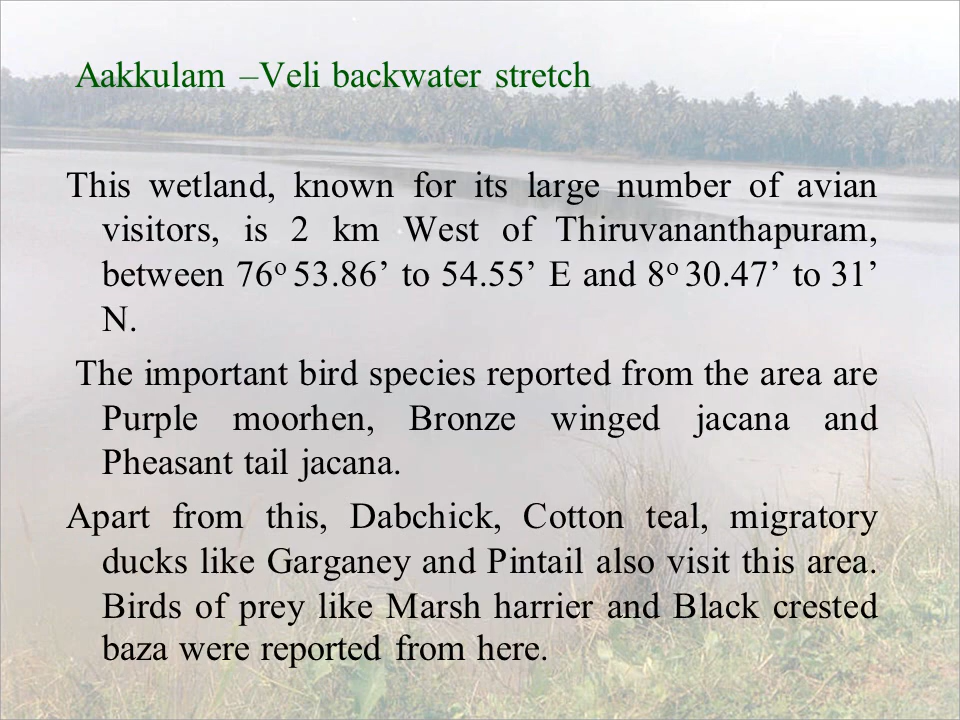 Aakkulam –Veli backwater stretch
This wetland, known for its large number of avian
visitors, is 2 km West of Thiruvananthapuram,
between 76o 53.86’ to 54.55’ E and 8o 30.47’ to 31’
N.
The important bird species reported from the area are
Purple moorhen, Bronze winged jacana and
Pheasant tail jacana.
Apart from this, Dabchick, Cotton teal, migratory
ducks like Garganey and Pintail also visit this area.
Birds of prey like Marsh harrier and Black crested
baza were reported from here.